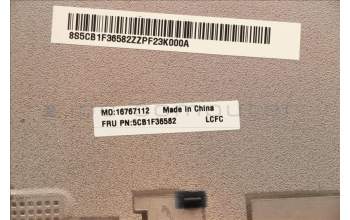 8S5CB1F36582ZZPF23K000A
MO:16767112 Made in China
FRU PN:5CB1F36582 LCFC